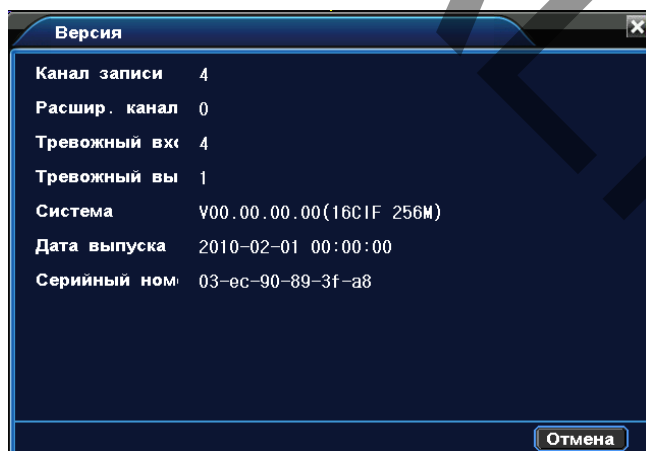 Версия
Канал записи 4
Расшир. канал 0
Тревожный вхо 4
Тревожный вы 1
Система V00.00.00.00(16CIF 256M)
Дата выпуска 2010-02-01 00:00:00
Серийный ном 03-ec-90-89-3f-a8
Отмена